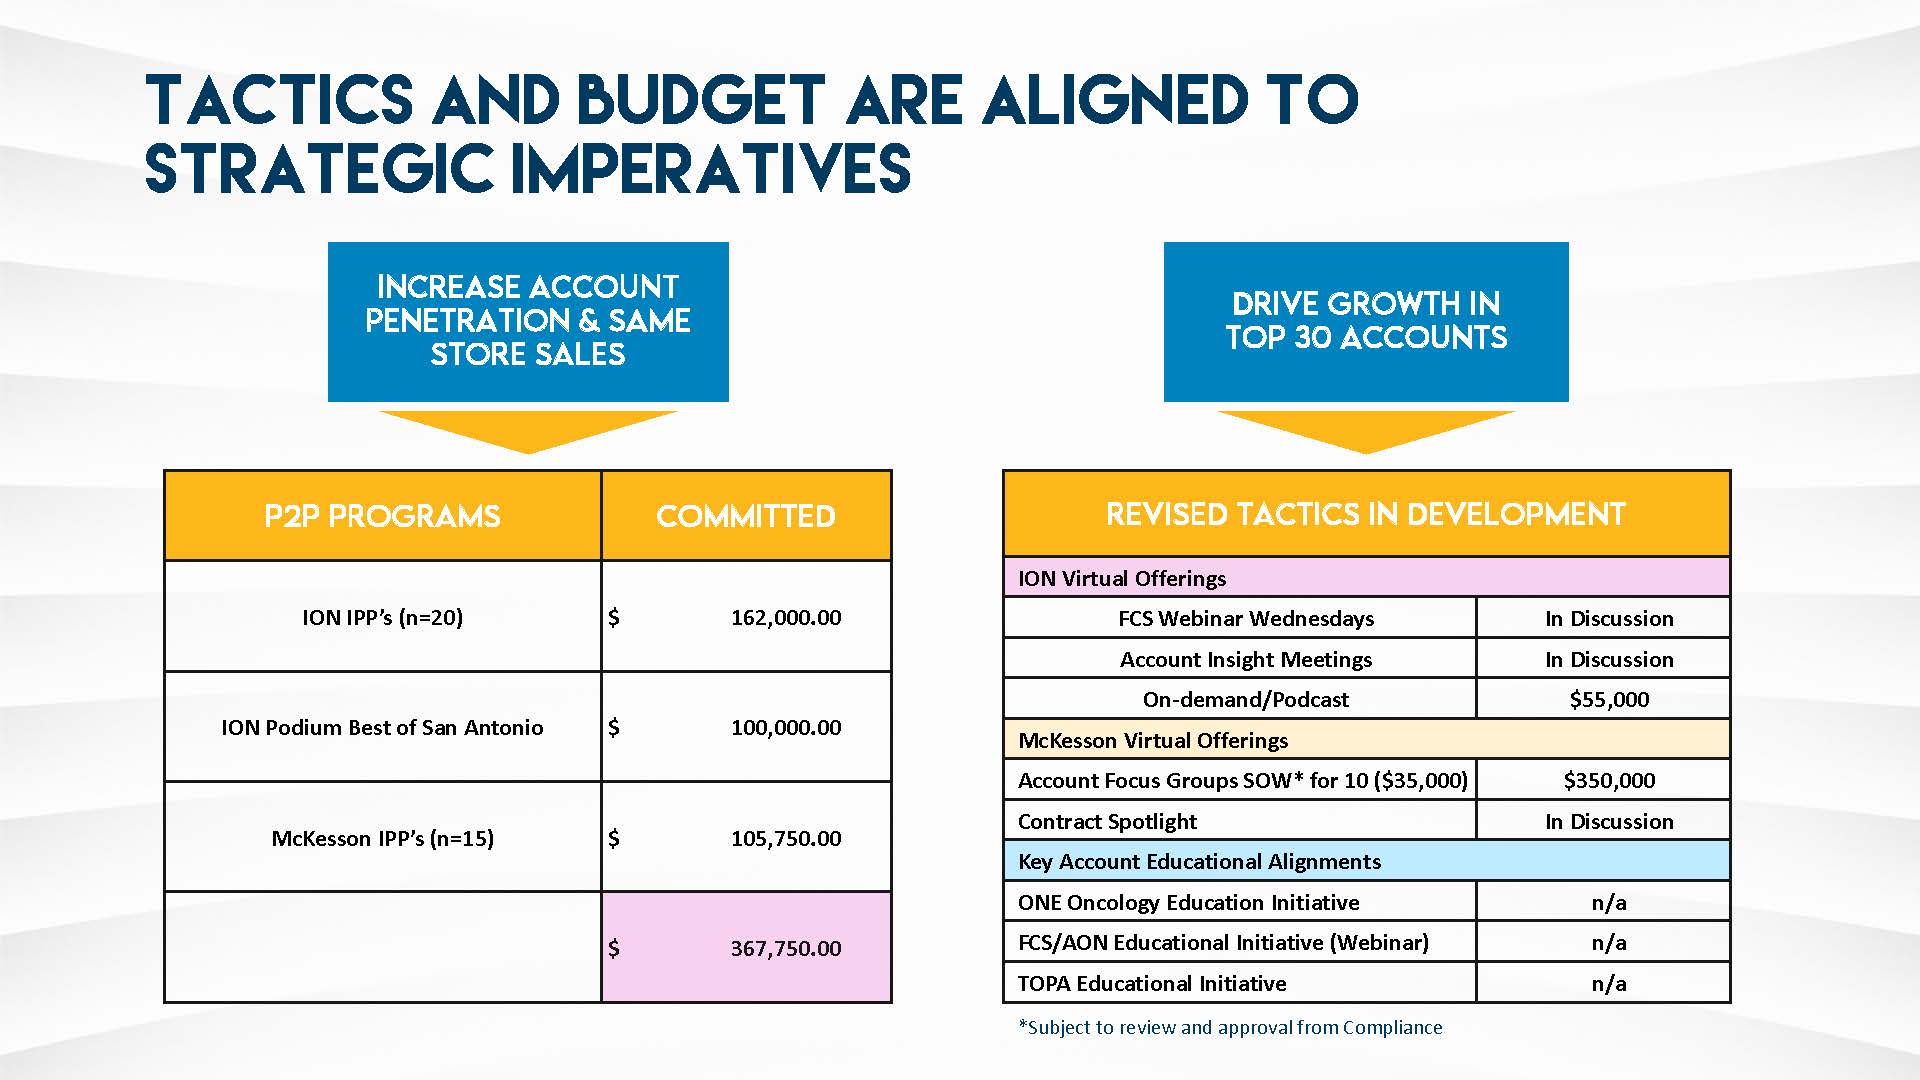 TACTICS AND BUDGET ARE ALIGNED TO
STRATEGIC IMPERATIVES
INCREASE ACCOUNT
PENETRATION & SAME
STORE SALES
P2P PROGRAMS COMMITTED
ION IPP’s (n=20) $ 162,000.00
ION Podium Best of San Antonio $ 100,000.00
McKesson IPP’s (n=15) $ 105,750.00
$ 367,750.00
DRIVE GROWTH IN
TOP 30 ACCOUNTS
REVISED TACTICS IN DEVELOPMENT
ION Virtual Offerings
FCS Webinar Wednesdays In Discussion
Account Insight Meetings In Discussion
On-demand/Podcast $55,000
McKesson Virtual Offerings
Account Focus Groups SOW* for 10 ($35,000) $350,000
Contract Spotlight In Discussion
Key Account Educational Alignments
ONE Oncology Education Initiative n/a
FCS/AON Educational Initiative (Webinar) n/a
TOPA Educational Initiative n/a
*Subject to review and approval from Compliance